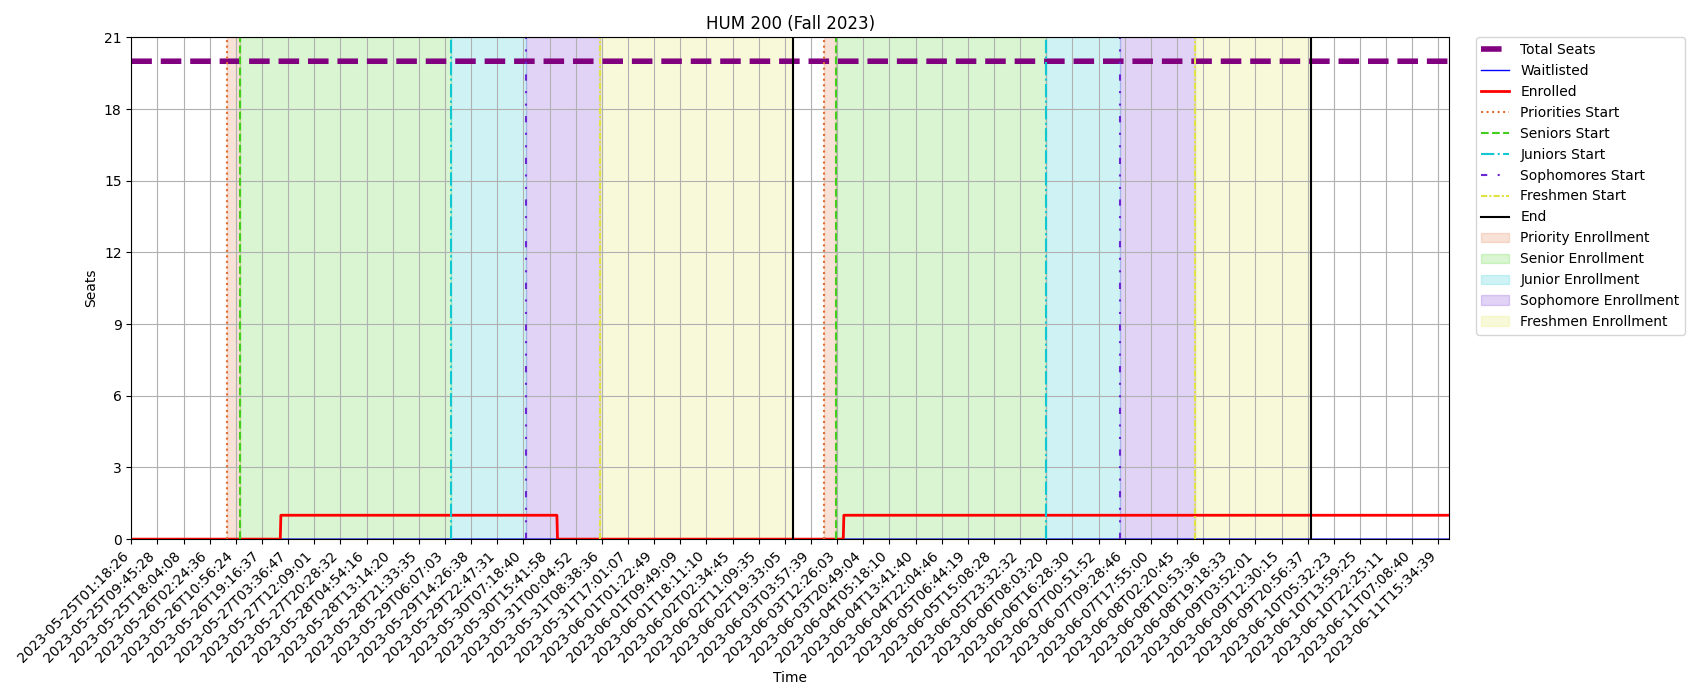 HUM 200 (Fall 2023)
Seats
21
18
15
12
9
6
3
0
2023-05-25T01:18:26
2023-05-25T09:45:28
2023-05-25T18:04:08
2023-05-26T02:24:36
2023-05-26T10:56:24
2023-05-26T19:16:37
2023-05-27T03:36:47
2023-05-27T12:09:01
2023-05-27T20:28:32
2023-05-28T04:54:16
2023-05-28T13:14:20
2023-05-28T21:33:35
2023-05-29T06:07:03
2023-05-29T14:26:38
2023-05-29T22:47:31
2023-05-30T07:18:40
2023-05-30T15:41:58
2023-05-31T00:04:52
2023-05-31T08:38:36
2023-05-31T17:01:07
2023-06-01T01:22:49
2023-06-01T09:49:09
2023-06-01T18:11:10
2023-06-02T02:34:45
2023-06-02T11:09:35
2023-06-02T19:33:05
2023-06-03T03:57:39
2023-06-03T12:26:03
2023-06-03T20:49:04
2023-06-04T05:18:10
2023-06-04T13:41:40
2023-06-04T22:04:46
2023-06-05T06:44:19
2023-06-05T15:08:28
2023-06-05T23:32:32
2023-06-06T08:03:20
2023-06-06T16:28:30
2023-06-07T00:51:52
2023-06-07T09:28:46
2023-06-07T17:55:00
2023-06-08T02:20:45
2023-06-08T10:53:36
2023-06-08T19:18:33
2023-06-09T03:52:01
2023-06-09T12:30:15
2023-06-09T20:56:37
2023-06-10T05:32:23
2023-06-10T13:59:25
2023-06-10T22:25:11
2023-06-11T07:08:40
2023-06-11T15:34:39
Time
Total Seats
Waitlisted
Enrolled
Priorities Start
Seniors Start
Juniors Start
Sophomores Start
Freshmen Start
End
Priority Enrollment
Senior Enrollment
Junior Enrollment
Sophomore Enrollment
Freshmen Enrollment